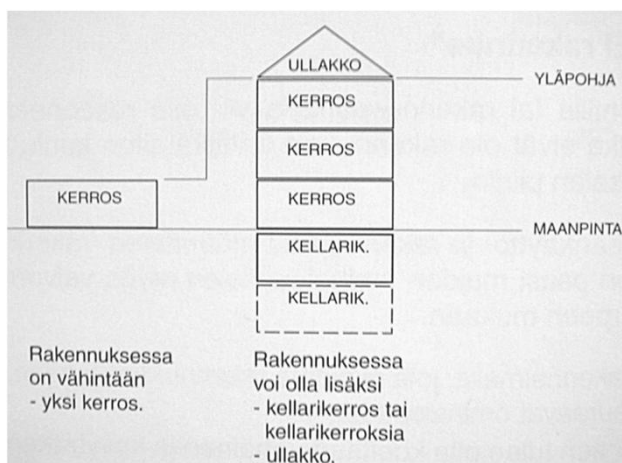 ULLAKKO
YLÄPOHJA
KERROS
KERROS
KERROS
KERROS
MAANPINTA
KELLARIK.
KELLARIK.
Rakennuksessa
on vähintään
- yksi kerros.
Rakennuksessa
voi olla lisäksi
- kellarikerros tai
kellarikerroksia
- ullakko.